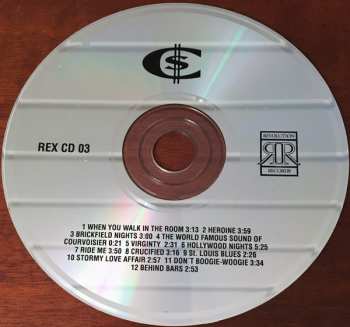 C$
REX CD 03
REVOLUTION
RR
RECORDS
1 WHEN YOU WALK IN THE ROOM 3:13 2 HEROINE 3:59
3 BRICKFIELD NIGHTS 3:00 4 THE WORLD FAMOUS SOUND OF
COURVOISIER 0:21 5 VIRGINTY 2:31 6 HOLLYWOOD NIGHTS 5:25
7 RIDE ME 3:50 8 CRUCIFIED 3:16 9 ST. LOUIS BLUES 2:26
10 STORMY LOVE AFFAIR 2:57 11 DON´T BOOGIE-WOOGIE 3:34
12 BEHIND BARS 2:53